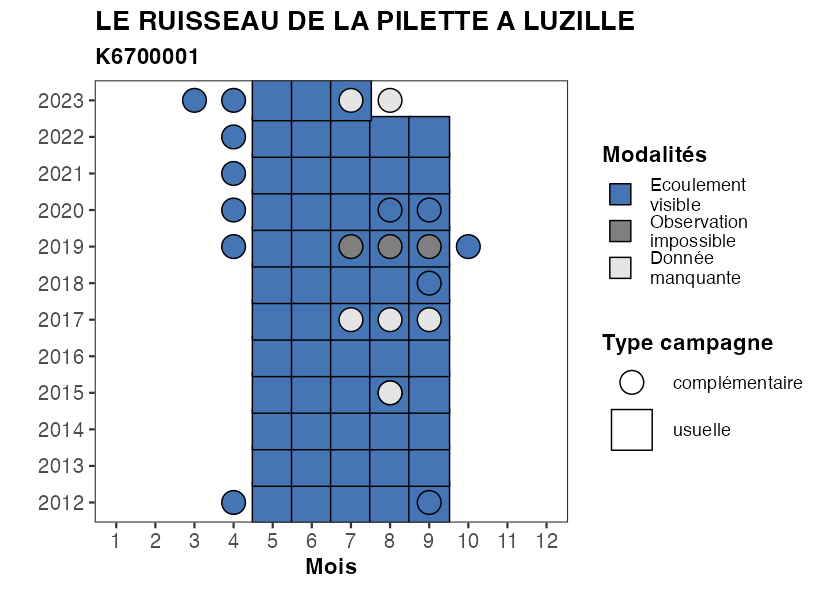 LE RUISSEAU DE LA PILETTE A LUZILLE
K6700001
2023
2022
2021
2020
2019
2018
2017
2016
2015
2014
2013
2012
1 2 3 4 5 6 7 8 9 10 11 12
Mois
Modalités
Ecoulement
visible
Observation
impossible
Donnée
manquante
Type campagne
complémentaire
usuelle